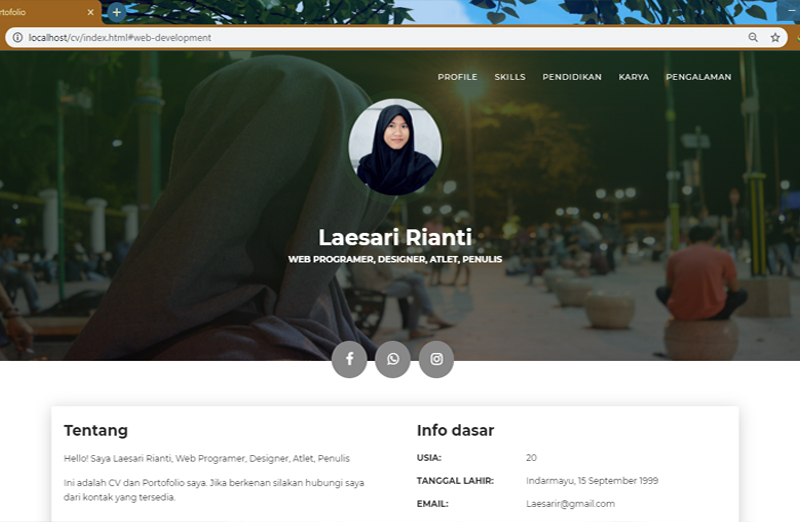 rtofolio
localhost/cv/index.html#web-development
PROFILE SKILLS PENDIDIKAN KARYA PENGALAMAN
Laesari Rianti
WEB PROGRAMER, DESIGNER, ATLET, PENULIS
Tentang
Hello! Saya Laesari Rianti, Web Programer, Designer, Atlet, Penulis
Ini adalah CV dan Portofolio saya. Jika berkenan silakan hubungi saya
dari kontak yang tersedia.
Info dasar
USIA: 20
TANGGAL LAHIR: Indarmayu, 15 September 1999
EMAIL: Laesarir@gmail.com